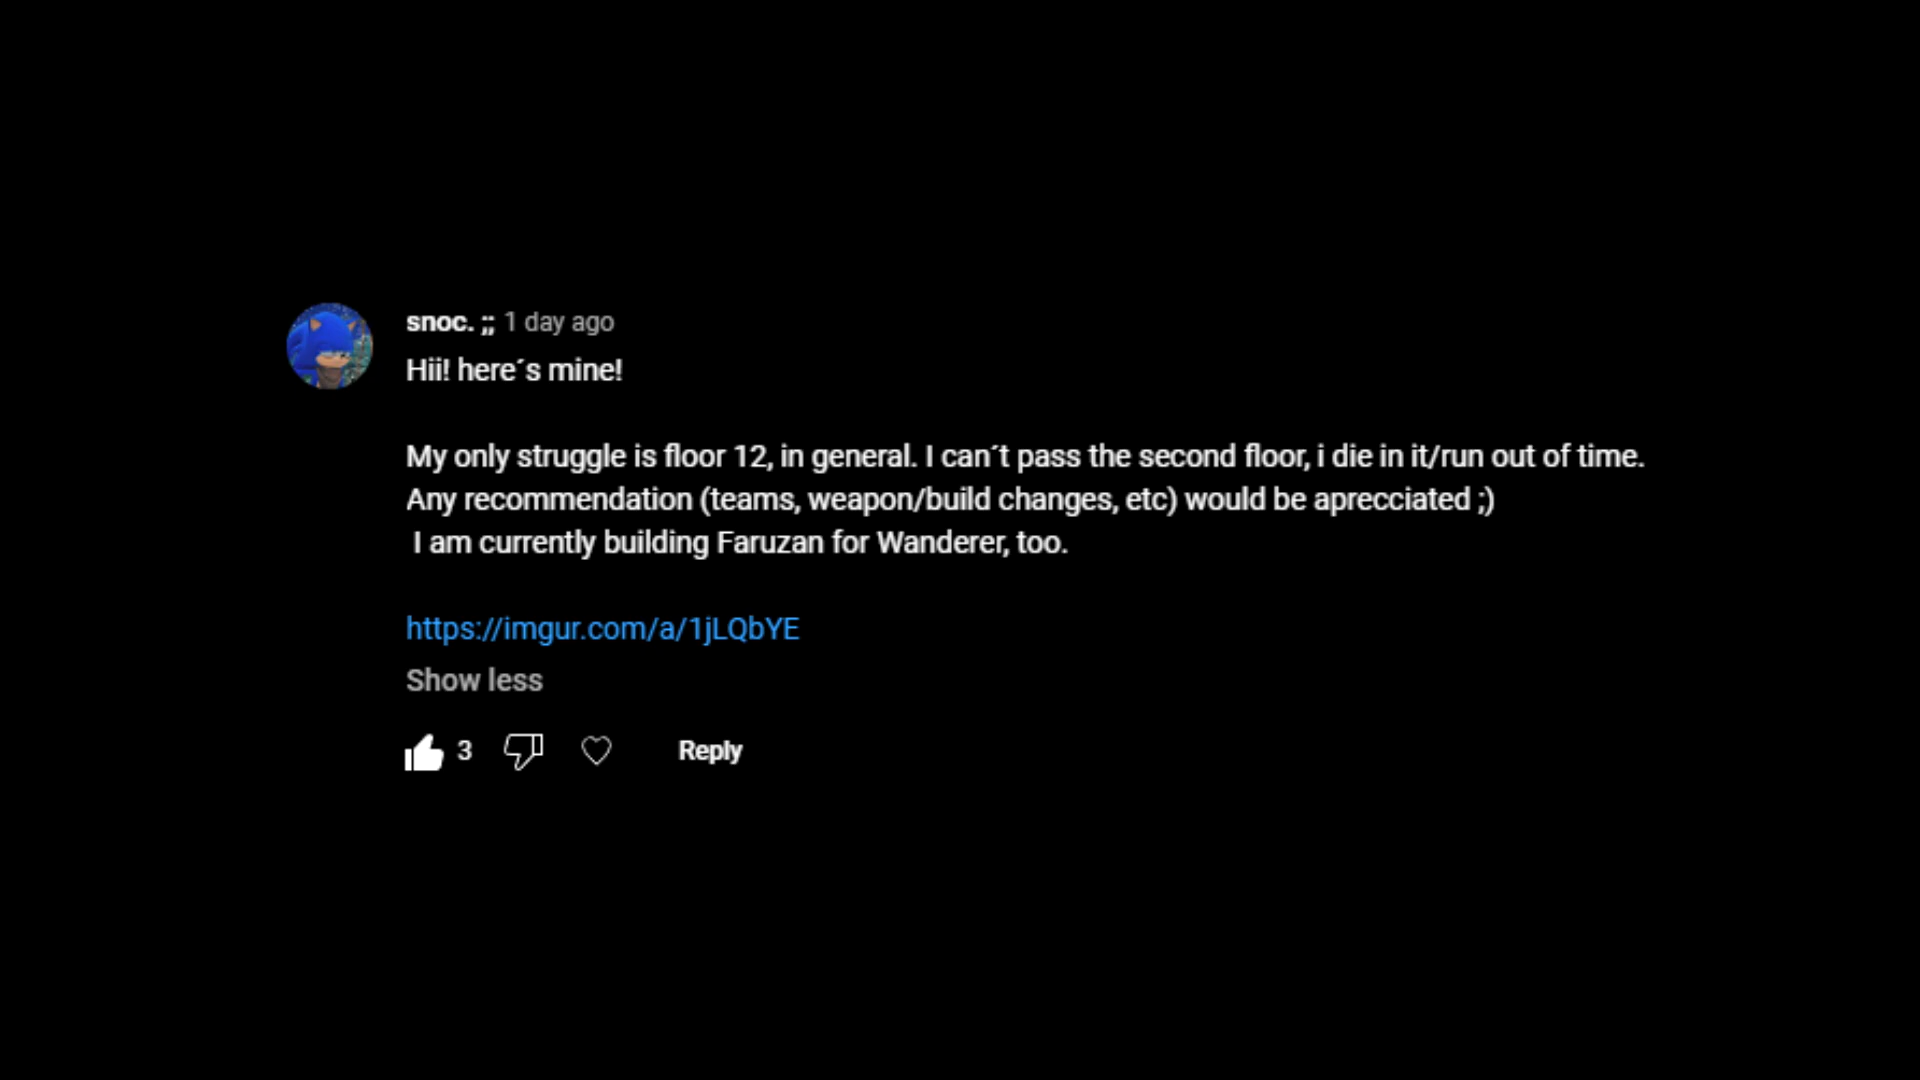 snoc. ;; 1 day ago
Hii! here´s mine!
My only struggle is floor 12, in general. I can´t pass the second floor, i die in it/run out of time.
Any recommendation (teams, weapon/build changes, etc) would be aprecciated ;)
I am currently building Faruzan for Wanderer, too.
https://imgur.com/a/1jLQbYE
Show less
3 Reply